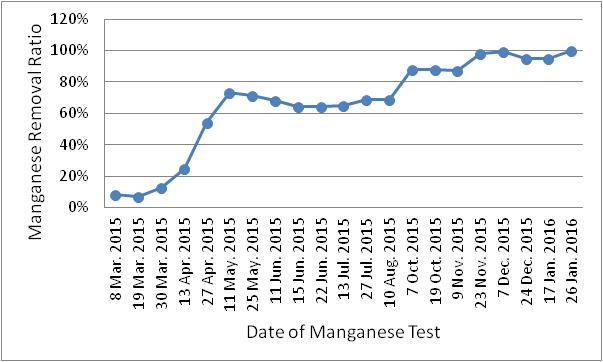 120%
100%
80%
60%
40%
20%
0%
Manganese Removal Ratio
8 Mar. 2015
19 Mar. 2015
30 Mar. 2015
13 Apr. 2015
27 Apr. 2015
11 May. 2015
25 May. 2015
11 Jun. 2015
15 Jun. 2015
22 Jun. 2015
13 Jul. 2015
27 Jul. 2015
10 Aug. 2015
7 Oct. 2015
19 Oct. 2015
9 Nov. 2015
23 Nov. 2015
7 Dec. 2015
24 Dec. 2015
17 Jan. 2016
26 Jan. 2016
Date of Manganese Test